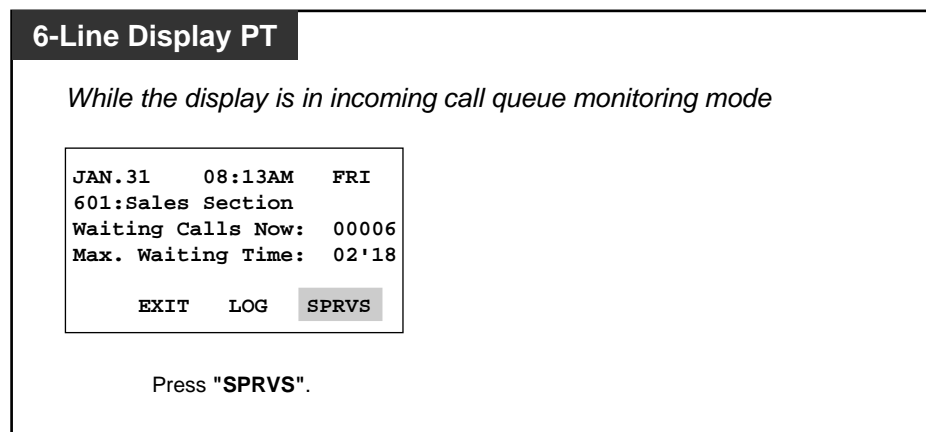 6-Line Display PT
While the display is in incoming call queue monitoring mode
JAN.31 08:13AM FRI
601:Sales Section
Waiting Calls Now: 00006
Max. Waiting Time: 02'18
EXIT LOG SPRVS
Press "SPRVS".